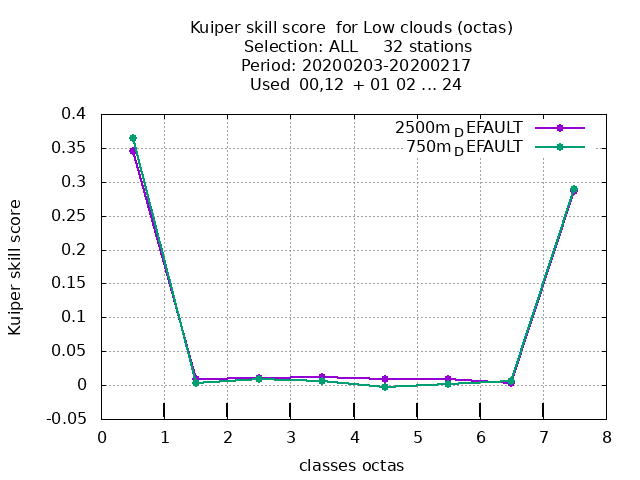 Kuiper skill score  for Low clouds (octas)
Selection: ALL     32 stations
Period: 20200203-20200217
Used  00,12  + 01 02 ... 24
2500m_DEFAULT
750m_DEFAULT
0.4
0.35
0.3
0.25
0.2
0.15
0.1
0.05
0
-0.05
Kuiper skill score
0 1 2 3 4 5 6 7 8
classes octas